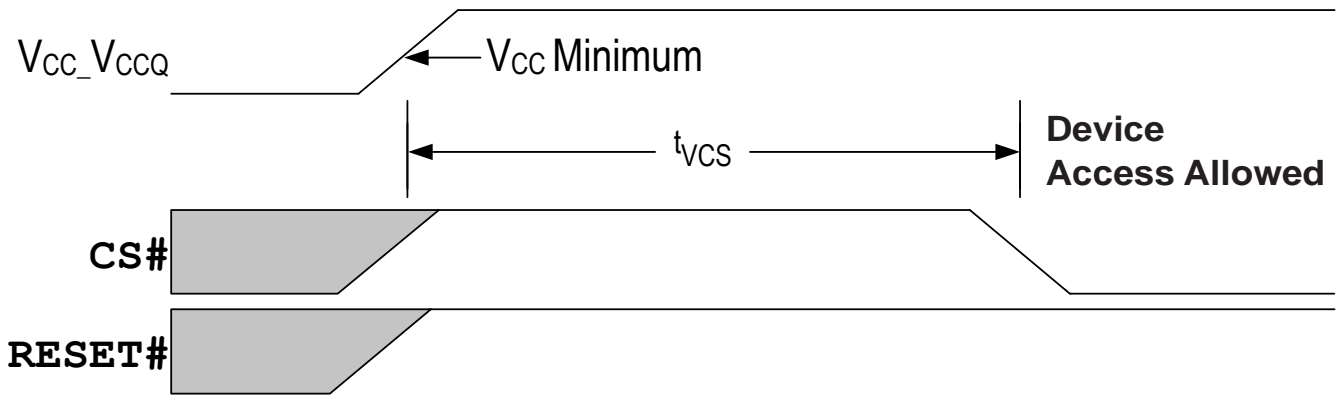 VCC_VCCQ
VCC Minimum
tVCS
Device
Access Allowed
CS#
RESET#